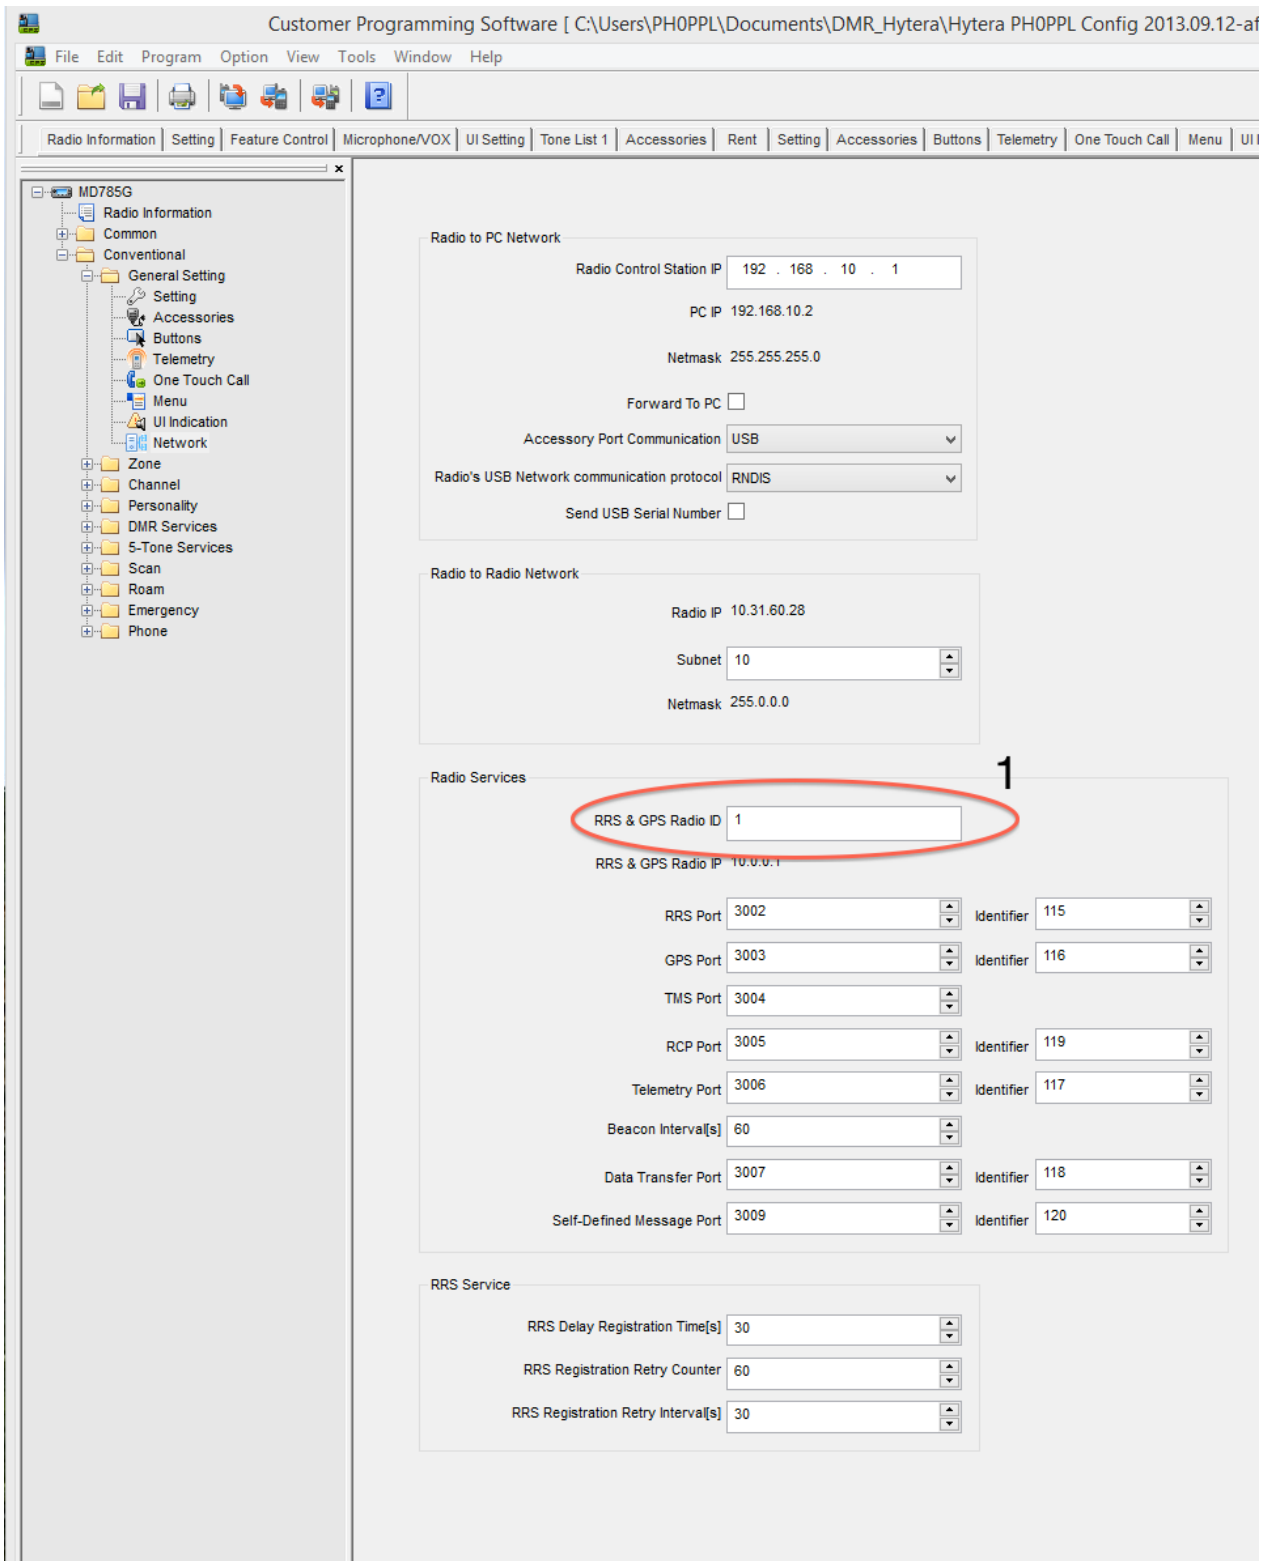 Customer Programming Software [ C:\Users\PH0PPL\Documents\DMR_Hytera\Hytera PH0PPL Config 2013.09.12-af
File Edit Program Option View Tools Window Help
Radio Information Setting Feature Control Microphone/VOX UI Setting Tone List 1 Accessories Rent Setting Accessories Buttons Telemetry One Touch Call Menu UI
x
MD785G
Radio Information
Common
Conventional
General Setting
Setting
Accessories
Buttons
Telemetry
One Touch Call
Menu
UI Indication
Network
Zone
Channel
Personality
DMR Services
5-Tone Services
Scan
Roam
Emergency
Phone
Radio to PC Network
Radio Control Station IP 192 . 168 . 10 . 1
PC IP 192.168.10.2
Netmask 255.255.255.0
Forward To PC
Accessory Port Communication USB
Radio's USB Network communication protocol RNDIS
Send USB Serial Number
Radio to Radio Network
Radio IP 10.31.60.28
Subnet 10
Netmask 255.0.0.0
1
Radio Services
RRS & GPS Radio ID 1
RRS & GPS Radio IP 10.0.0.1
RRS Port 3002 Identifier 115
GPS Port 3003 Identifier 116
TMS Port 3004
RCP Port 3005 Identifier 119
Telemetry Port 3006 Identifier 117
Beacon Interval[s] 60
Data Transfer Port 3007 Identifier 118
Self-Defined Message Port 3009 Identifier 120
RRS Service
RRS Delay Registration Time[s] 30
RRS Registration Retry Counter 60
RRS Registration Retry Interval[s] 30